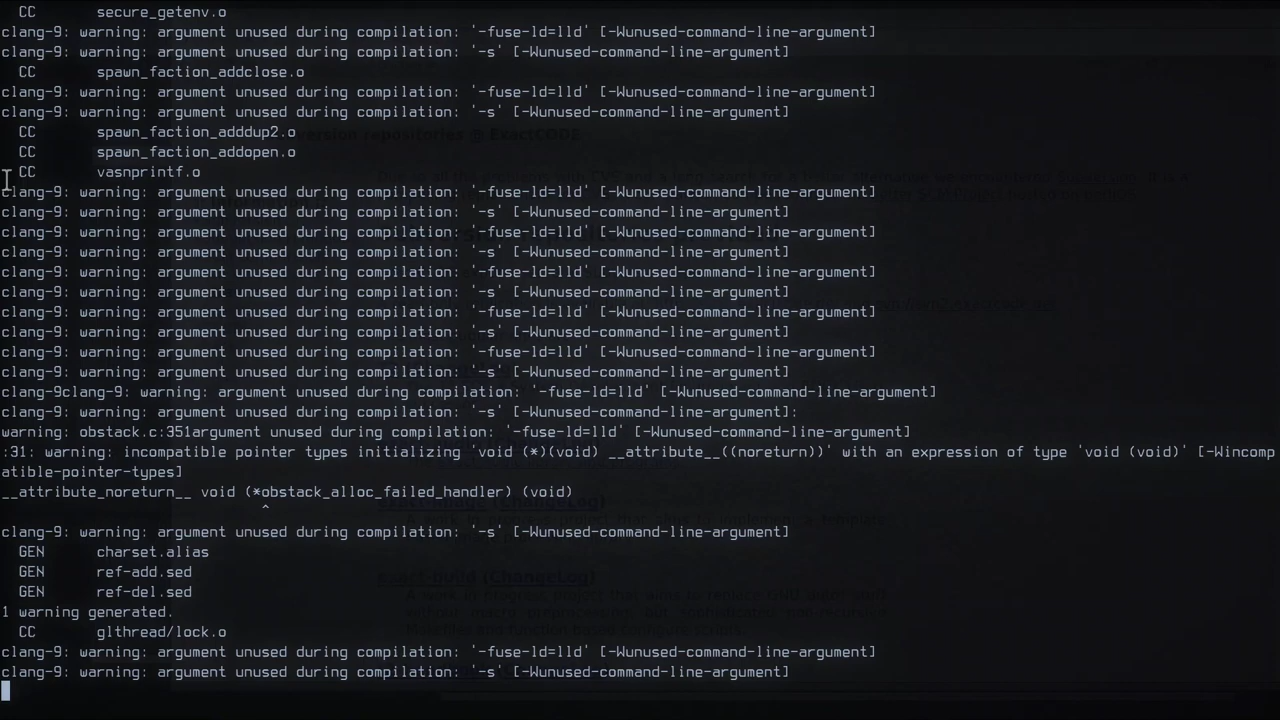 CC      secure_getenv.o
clang-9: warning: argument unused during compilation: '-fuse-ld=lld' [-Wunused-command-line-argument]
clang-9: warning: argument unused during compilation: '-s' [-Wunused-command-line-argument]
CC      spawn_faction_addclose.o
clang-9: warning: argument unused during compilation: '-fuse-ld=lld' [-Wunused-command-line-argument]
clang-9: warning: argument unused during compilation: '-s' [-Wunused-command-line-argument]
CC      spawn_faction_adddup2.o
CC      spawn_faction_addopen.o
CC      vasnprintf.o
clang-9: warning: argument unused during compilation: '-fuse-ld=lld' [-Wunused-command-line-argument]
clang-9: warning: argument unused during compilation: '-s' [-Wunused-command-line-argument]
clang-9: warning: argument unused during compilation: '-fuse-ld=lld' [-Wunused-command-line-argument]
clang-9: warning: argument unused during compilation: '-s' [-Wunused-command-line-argument]
clang-9: warning: argument unused during compilation: '-fuse-ld=lld' [-Wunused-command-line-argument]
clang-9: warning: argument unused during compilation: '-s' [-Wunused-command-line-argument]
clang-9: warning: argument unused during compilation: '-fuse-ld=lld' [-Wunused-command-line-argument]
clang-9: warning: argument unused during compilation: '-s' [-Wunused-command-line-argument]
clang-9: warning: argument unused during compilation: '-fuse-ld=lld' [-Wunused-command-line-argument]
clang-9: warning: argument unused during compilation: '-s' [-Wunused-command-line-argument]
clang-9clang-9: warning: argument unused during compilation: '-fuse-ld=lld' [-Wunused-command-line-argument]
clang-9: warning: argument unused during compilation: '-s' [-Wunused-command-line-argument]:
warning: obstack.c:351argument unused during compilation: '-fuse-ld=lld' [-Wunused-command-line-argument]
:31: warning: incompatible pointer types initializing 'void (*)(void) __attribute__((noreturn))' with an expression of type 'void (void)' [-Wincomp
atible-pointer-types]
__attribute_noreturn__ void (*obstack_alloc_failed_handler) (void)
^
clang-9: warning: argument unused during compilation: '-s' [-Wunused-command-line-argument]
GEN      charset.alias
GEN      ref-add.sed
GEN      ref-del.sed
1 warning generated.
CC      glthread/lock.o
clang-9: warning: argument unused during compilation: '-fuse-ld=lld' [-Wunused-command-line-argument]
clang-9: warning: argument unused during compilation: '-s' [-Wunused-command-line-argument]